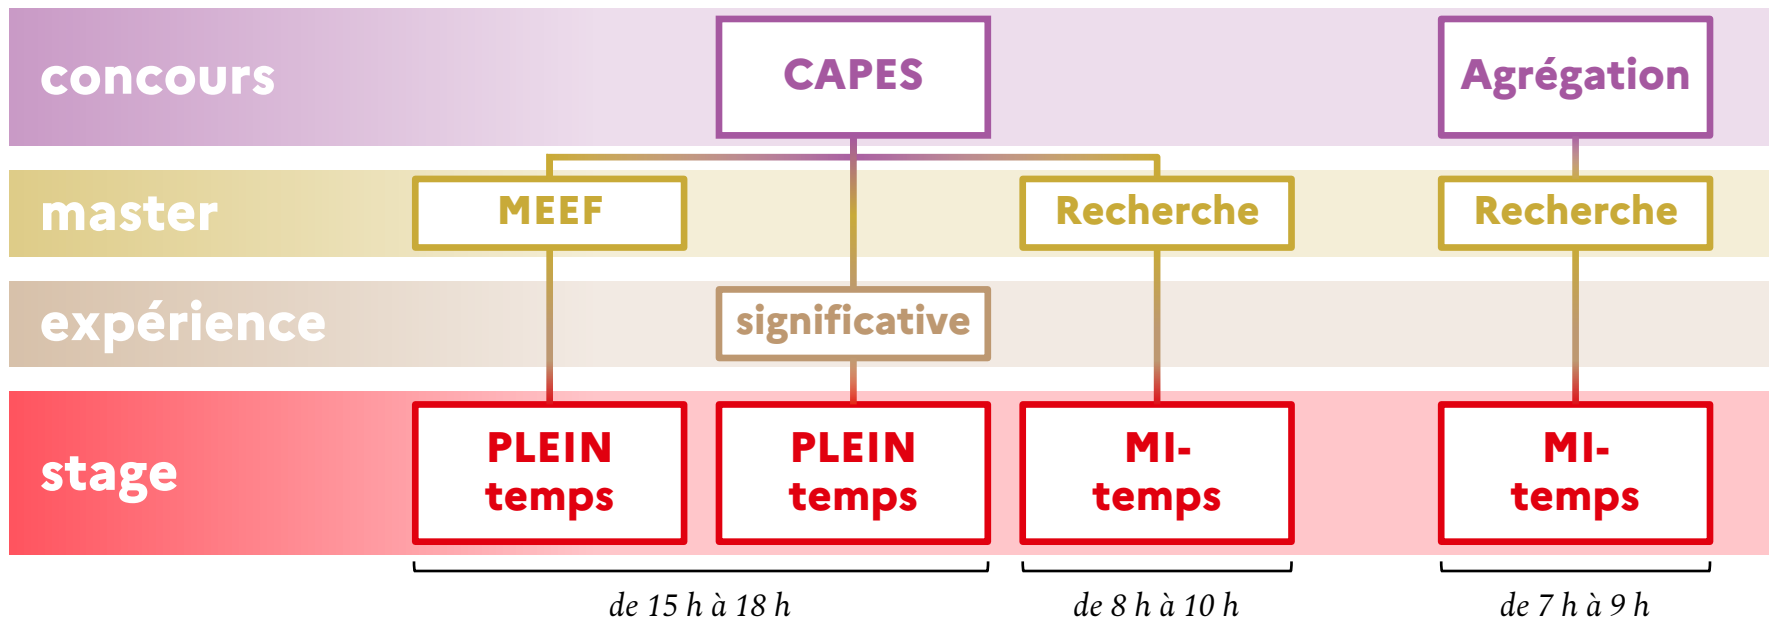 concours
CAPES
Agrégation
master
MEEF
Recherche
Recherche
expérience
significative
stage
PLEIN
temps
PLEIN
temps
MI-
temps
MI-
temps
de 15 h à 18 h
de 8 h à 10 h
de 7 h à 9 h